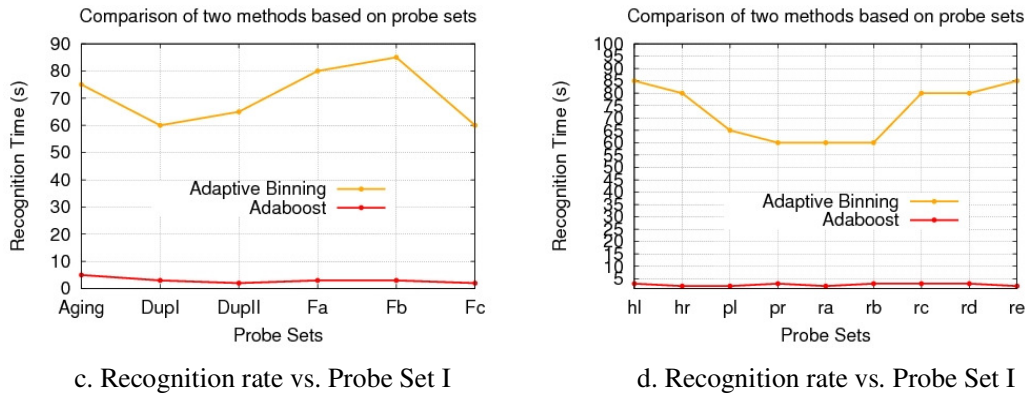 Comparison of two methods based on probe sets
90
80
70
60
50
40
30
20
10
0
Recognition Time (s)
Adaptive Binning
Adaboost
Aging DupI DupII Fa Fb Fc
Probe Sets
c. Recognition rate vs. Probe Set I
Comparison of two methods based on probe sets
100
95
90
85
80
75
70
65
60
55
50
45
40
35
30
25
20
15
10
5
Recognition Time (s)
Adaptive Binning
Adaboost
hl hr pl pr ra rb rc rd re
Probe Sets
d. Recognition rate vs. Probe Set I